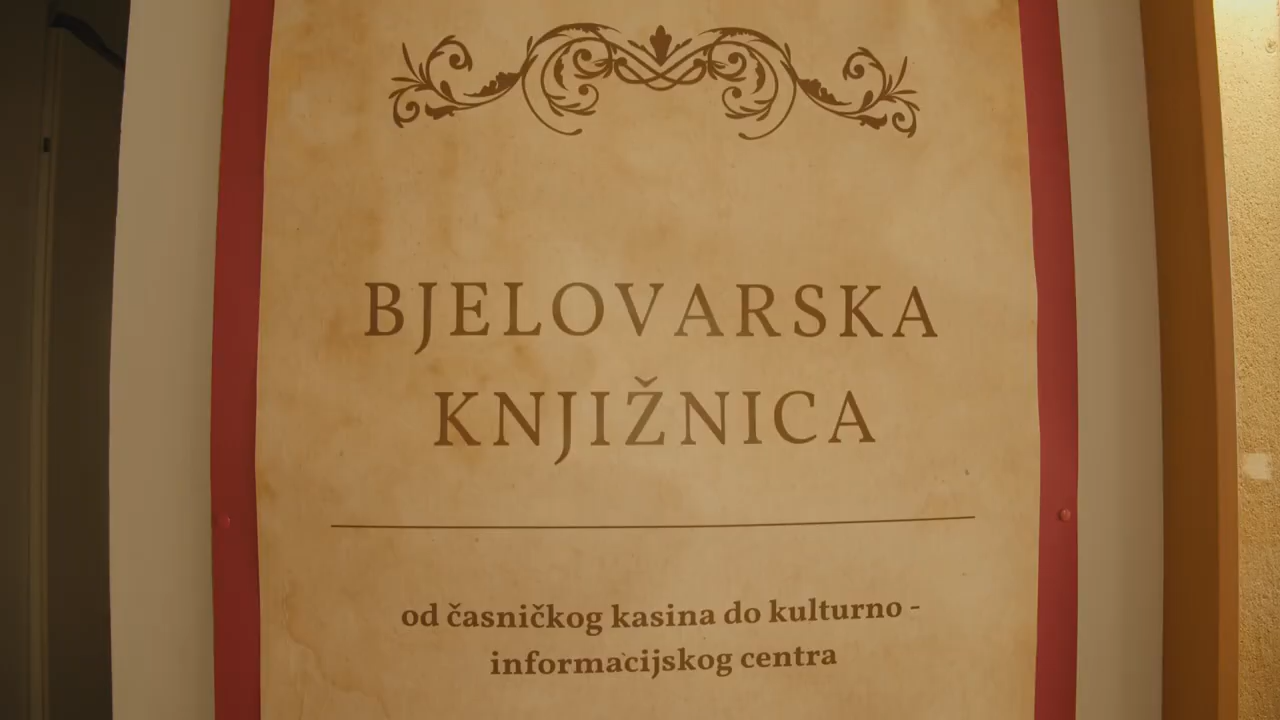 BJELOVARSKA
KNJIŽNICA
od časničkog kasina do kulturno -
informacijskog centra